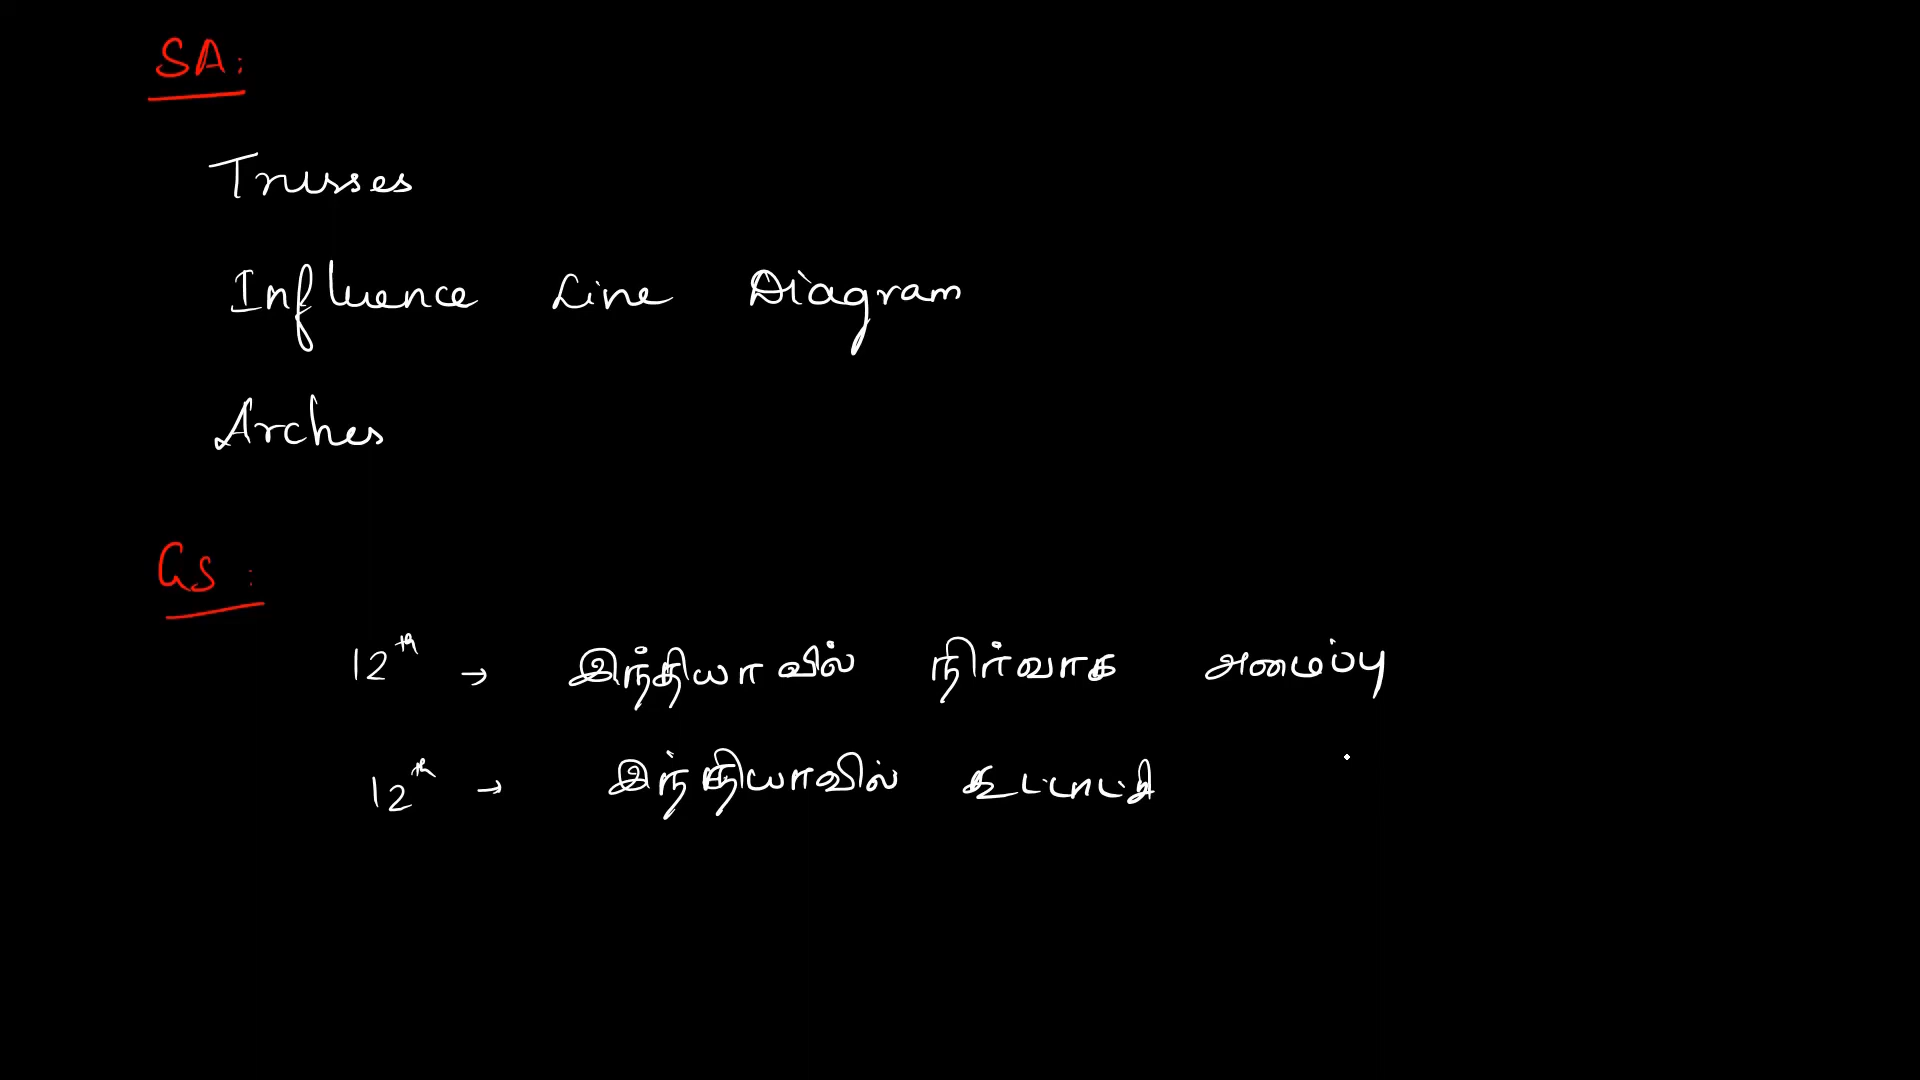 SA:
Trusses
Influence Line Diagram
Arches
GS :
12th → இந்தியாவில் நிர்வாக அமைப்பு
12th → இந்தியாவில் கூட்டாட்சி